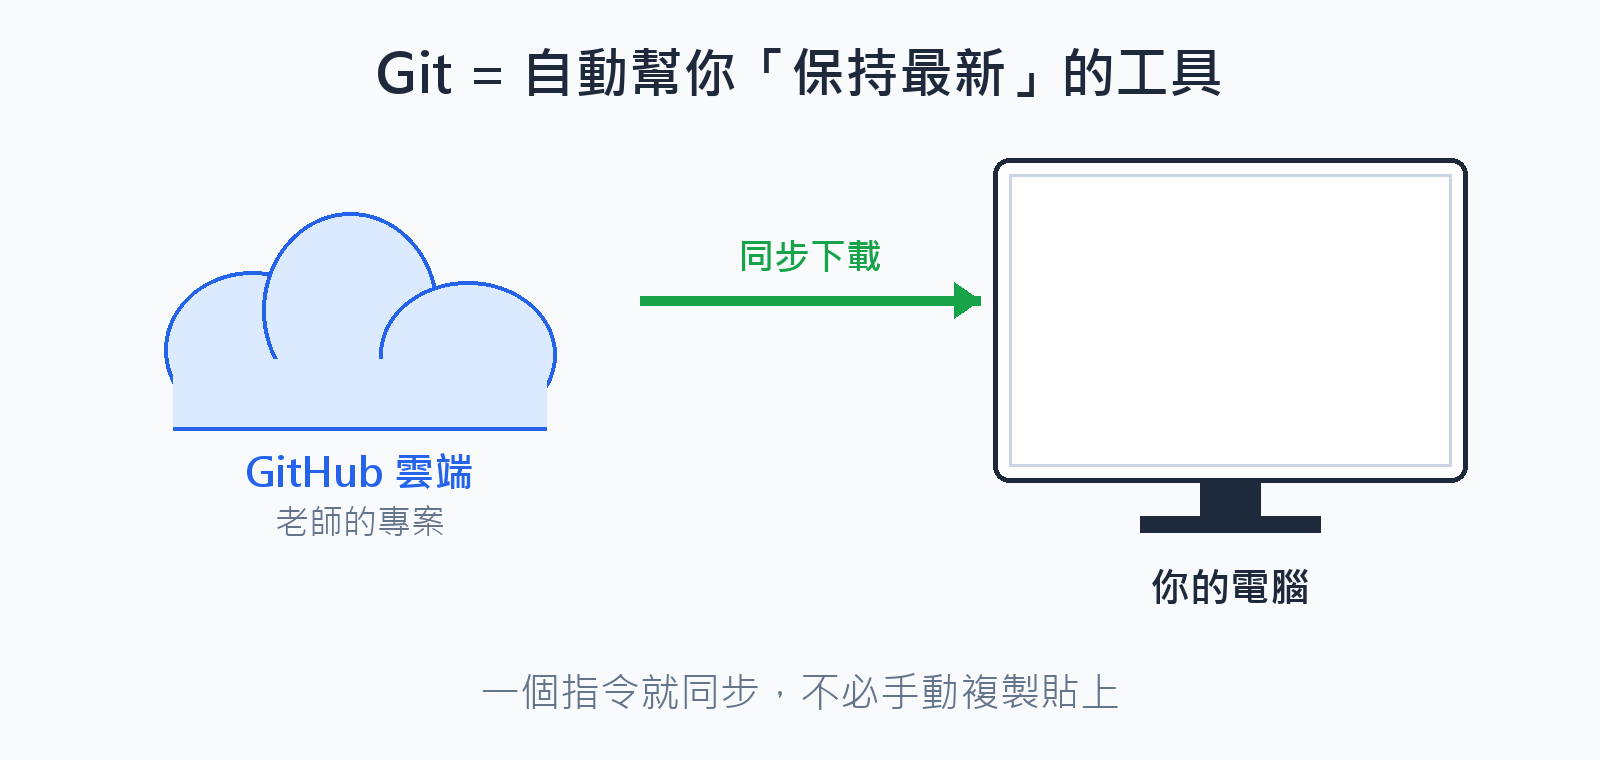 Git = 自動幫你「保持最新」的工具
同步下載
GitHub 雲端
老師的專案
你的電腦
一個指令就同步，不必手動複製貼上